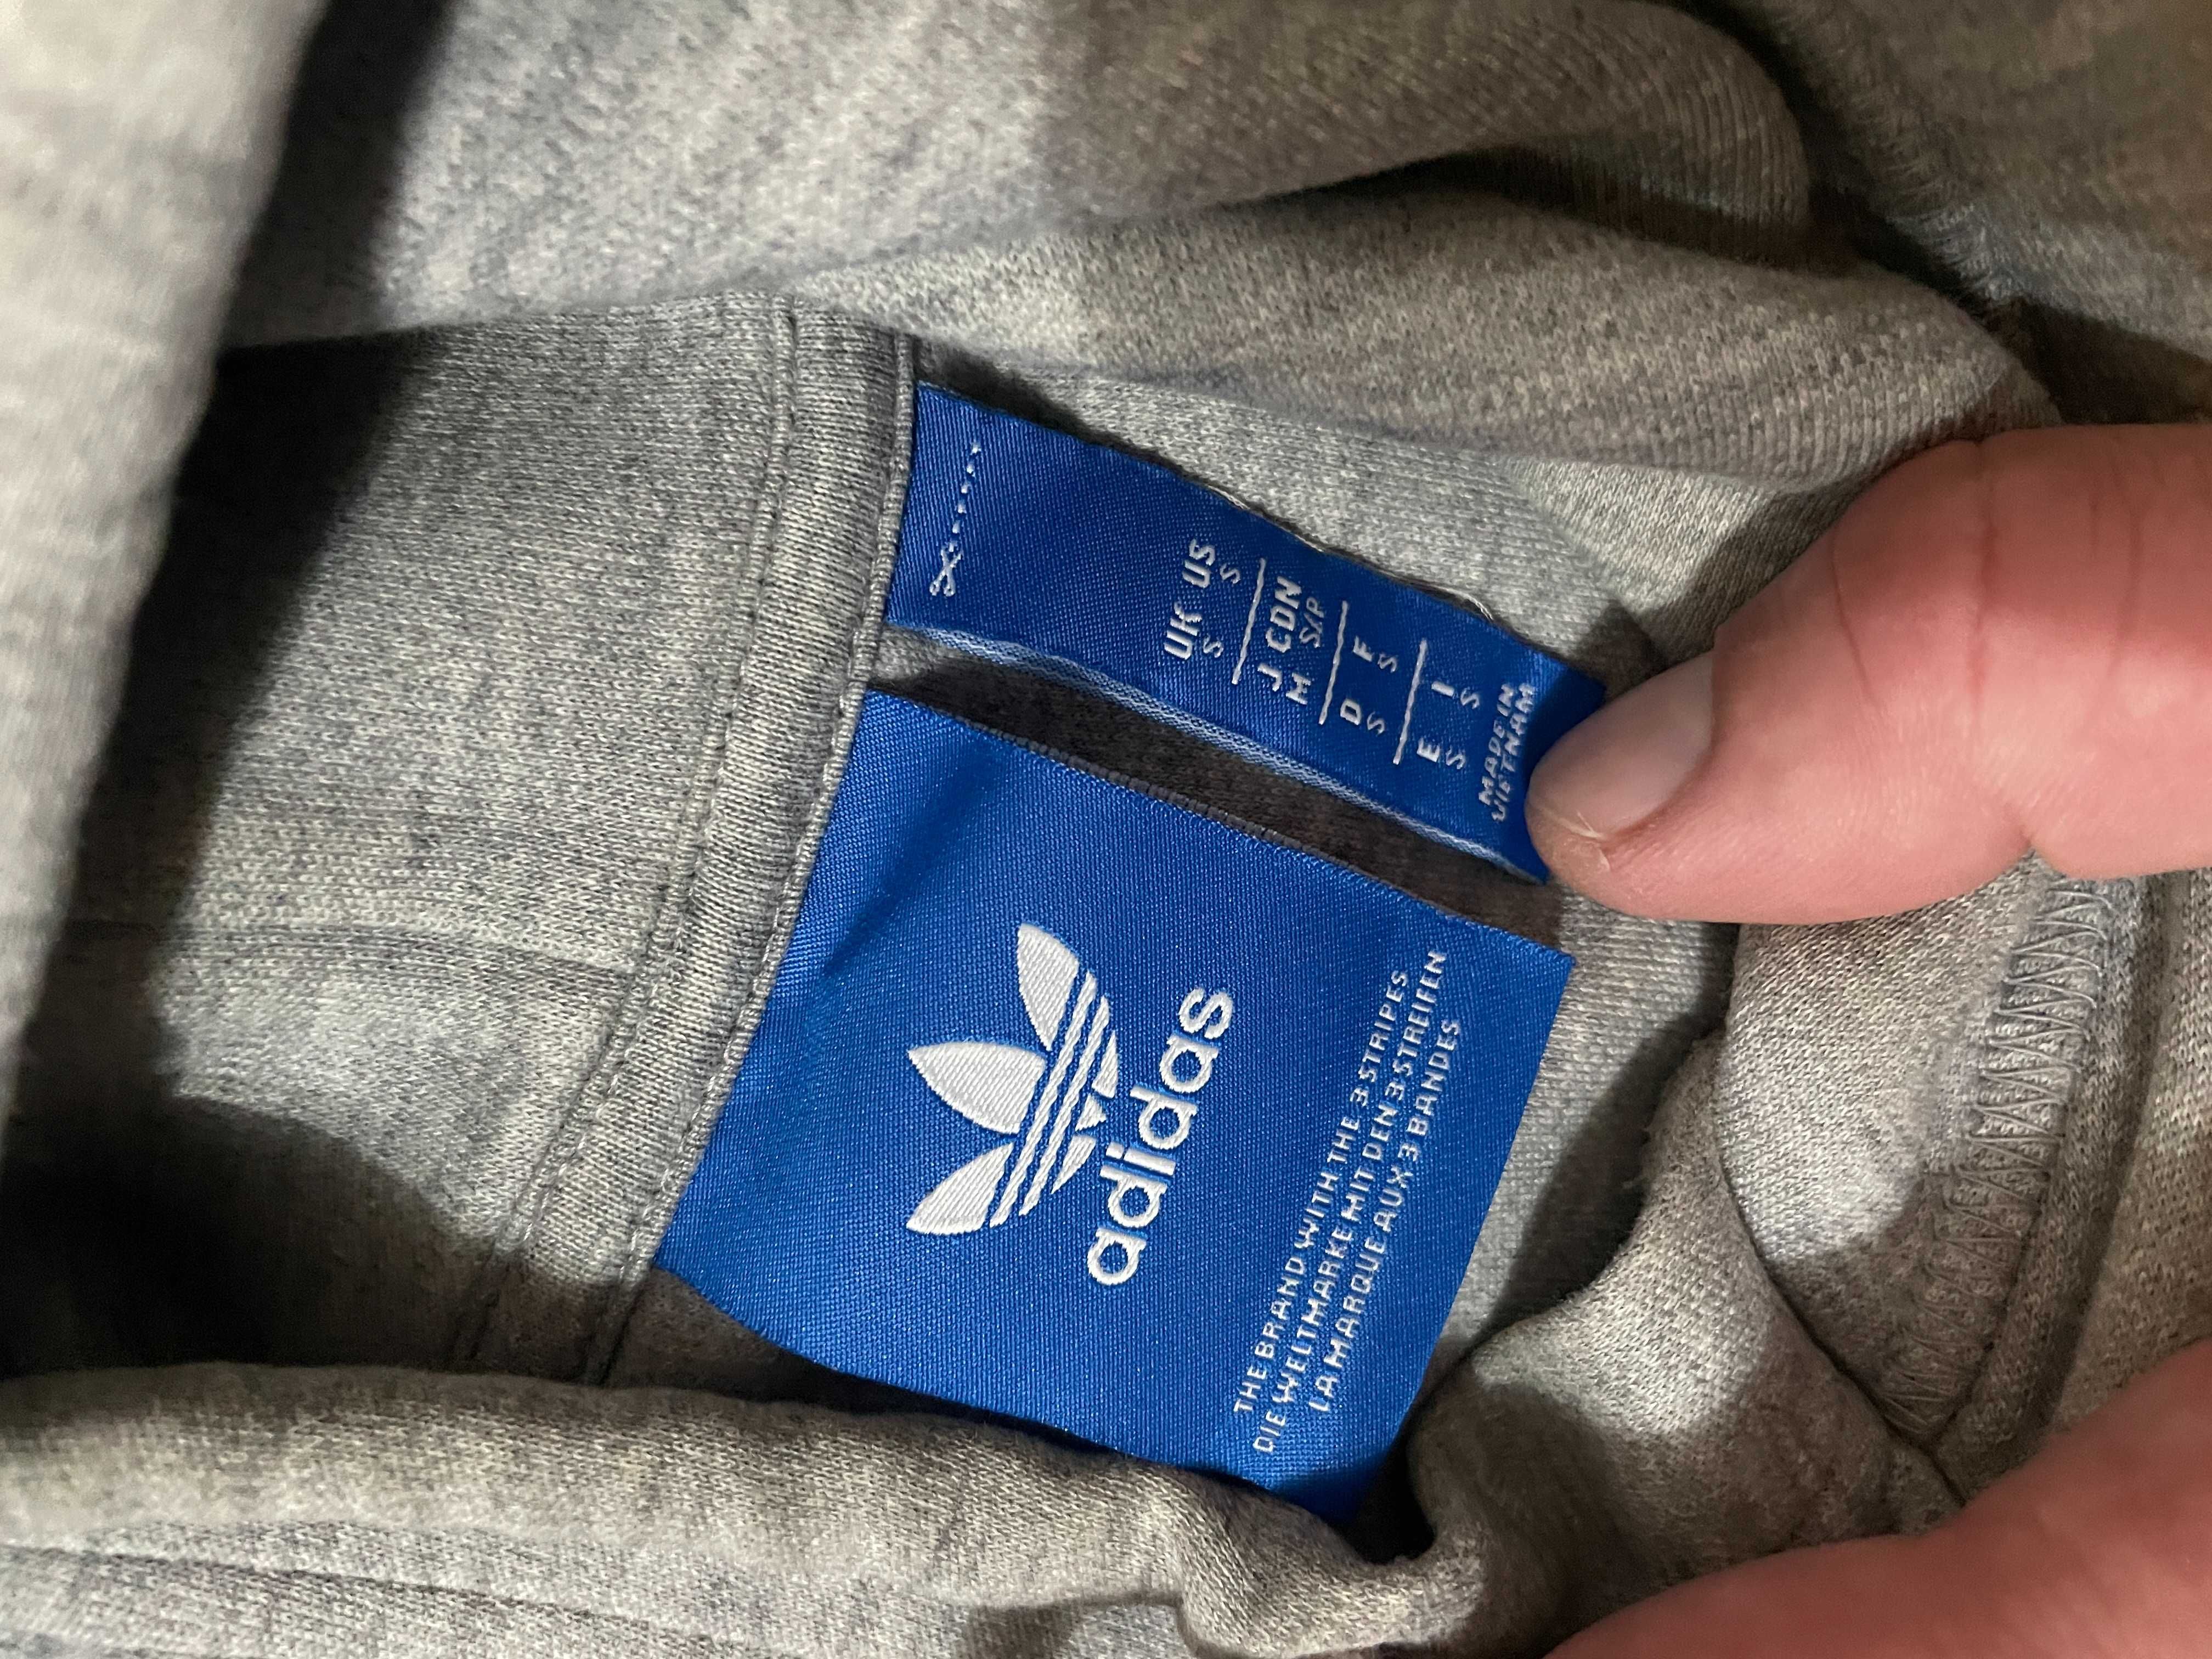 UK US
S S
J CDN
M S/P
D F
S S
E I
S S
MADE IN
VIETNAM
adidas
THE BRAND WITH THE 3 STRIPES
DIE WELTMARKE MIT DEN 3 STREIFEN
LA MARQUE AUX 3 BANDES